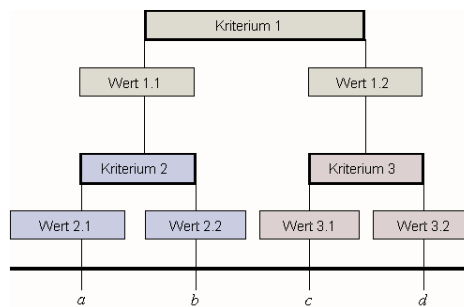 Kriterium 1
Wert 1.1
Wert 1.2
Kriterium 2
Kriterium 3
Wert 2.1
Wert 2.2
Wert 3.1
Wert 3.2
a
b
c
d